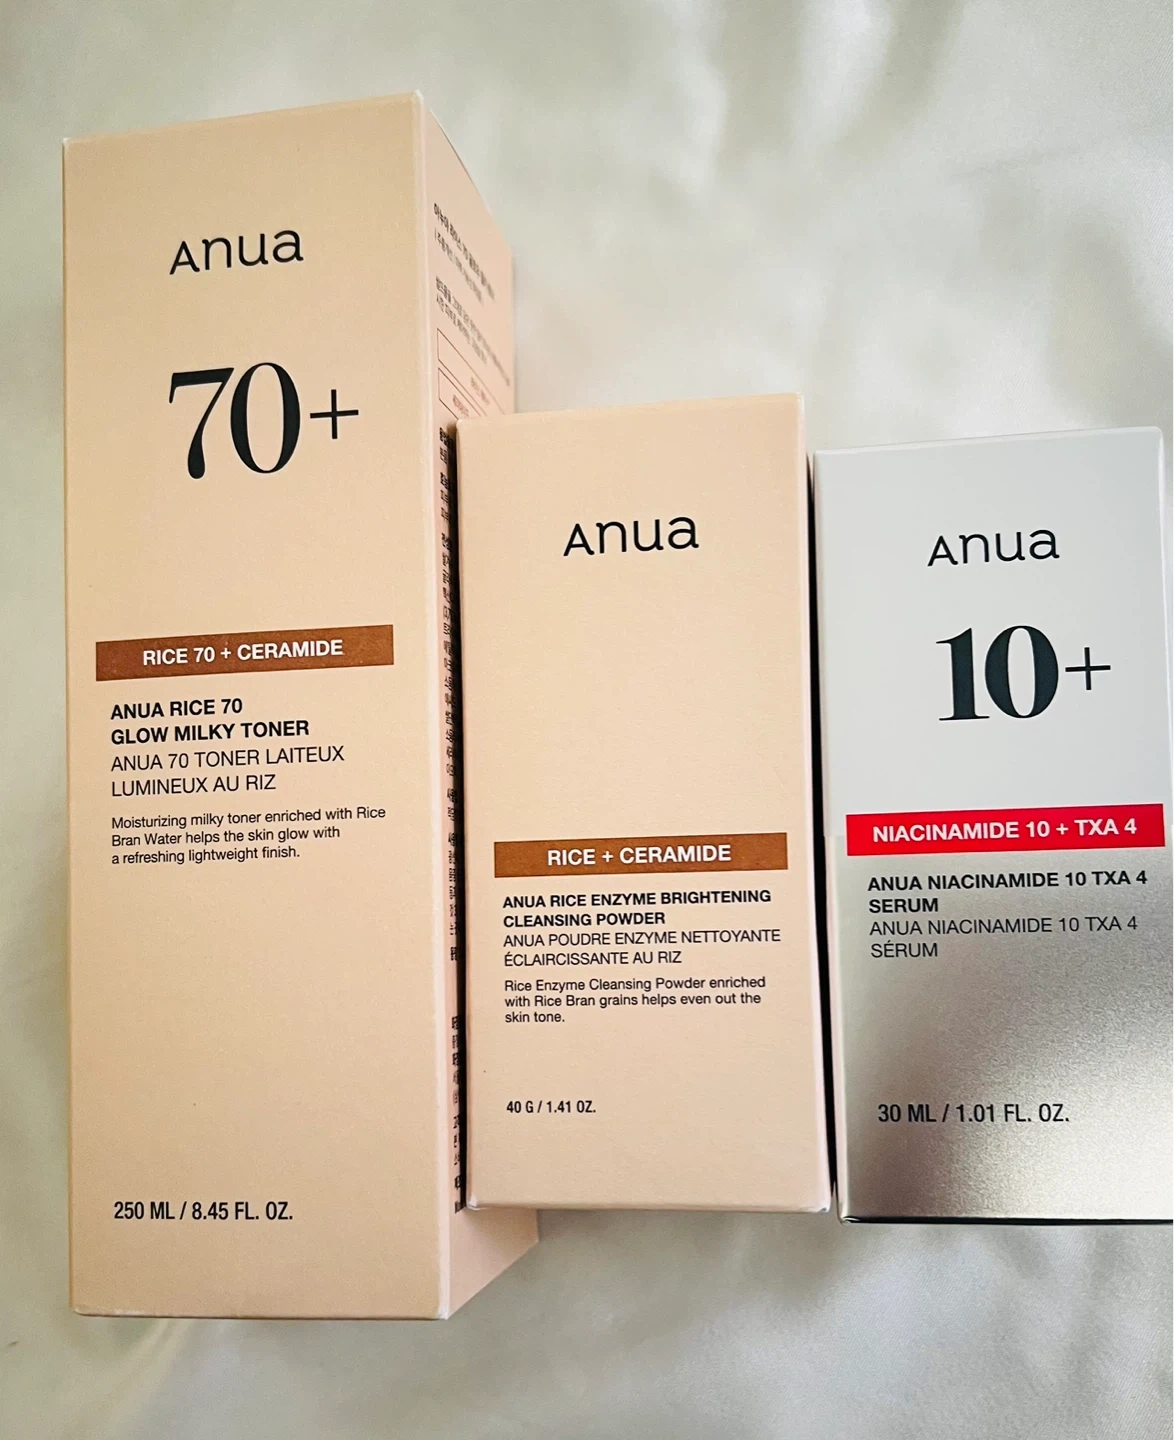 Anua
70+
RICE 70 + CERAMIDE
ANUA RICE 70
GLOW MILKY TONER
ANUA 70 TONER LAITEUX
LUMINEUX AU RIZ
Moisturizing milky toner enriched with Rice
Bran Water helps the skin glow with
a refreshing lightweight finish.
250 ML / 8.45 FL. OZ.
Anua
RICE + CERAMIDE
ANUA RICE ENZYME BRIGHTENING
CLEANSING POWDER
ANUA POUDRE ENZYME NETTOYANTE
ÉCLAIRCISSANTE AU RIZ
Rice Enzyme Cleansing Powder enriched
with Rice Bran grains helps even out the
skin tone.
40 G / 1.41 OZ.
Anua
10+
NIACINAMIDE 10 + TXA 4
ANUA NIACINAMIDE 10 TXA 4
SERUM
ANUA NIACINAMIDE 10 TXA 4
SÉRUM
30 ML / 1.01 FL. OZ.